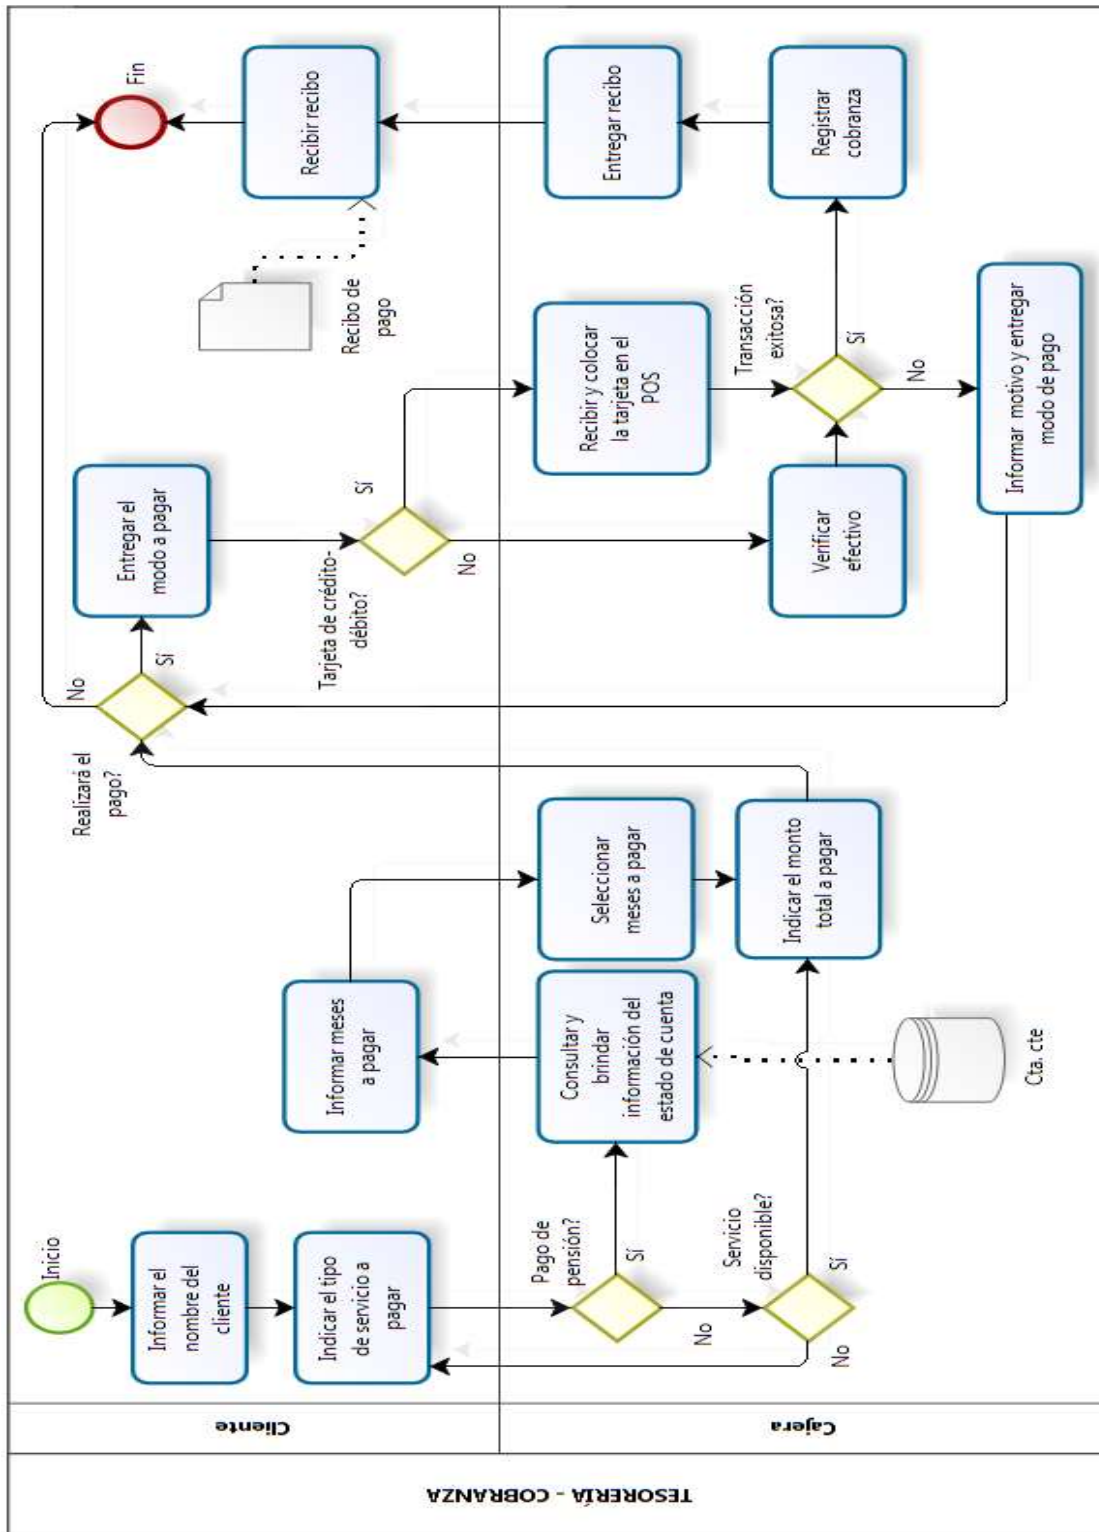 TESORERÍA - COBRANZA
Cliente
Cajera
Inicio
Informar el
nombre del
cliente
Indicar el tipo
de servicio a
pagar
Pago de
pensión?
Sí
No
Servicio
disponible?
Sí
No
Consultar y
brindar
información del
estado de cuenta
Cta. cte
Informar meses
a pagar
Seleccionar
meses a pagar
Indicar el monto
total a pagar
Realizará el
pago?
No
Sí
Entregar el
modo a pagar
Tarjeta de crédito-
débito?
Sí
No
Recibir y colocar
la tarjeta en el
POS
Verificar
efectivo
Transacción
exitosa?
Sí
No
Informar motivo y entregar
modo de pago
Registrar
cobranza
Entregar recibo
Recibo de
pago
Recibir recibo
Fin